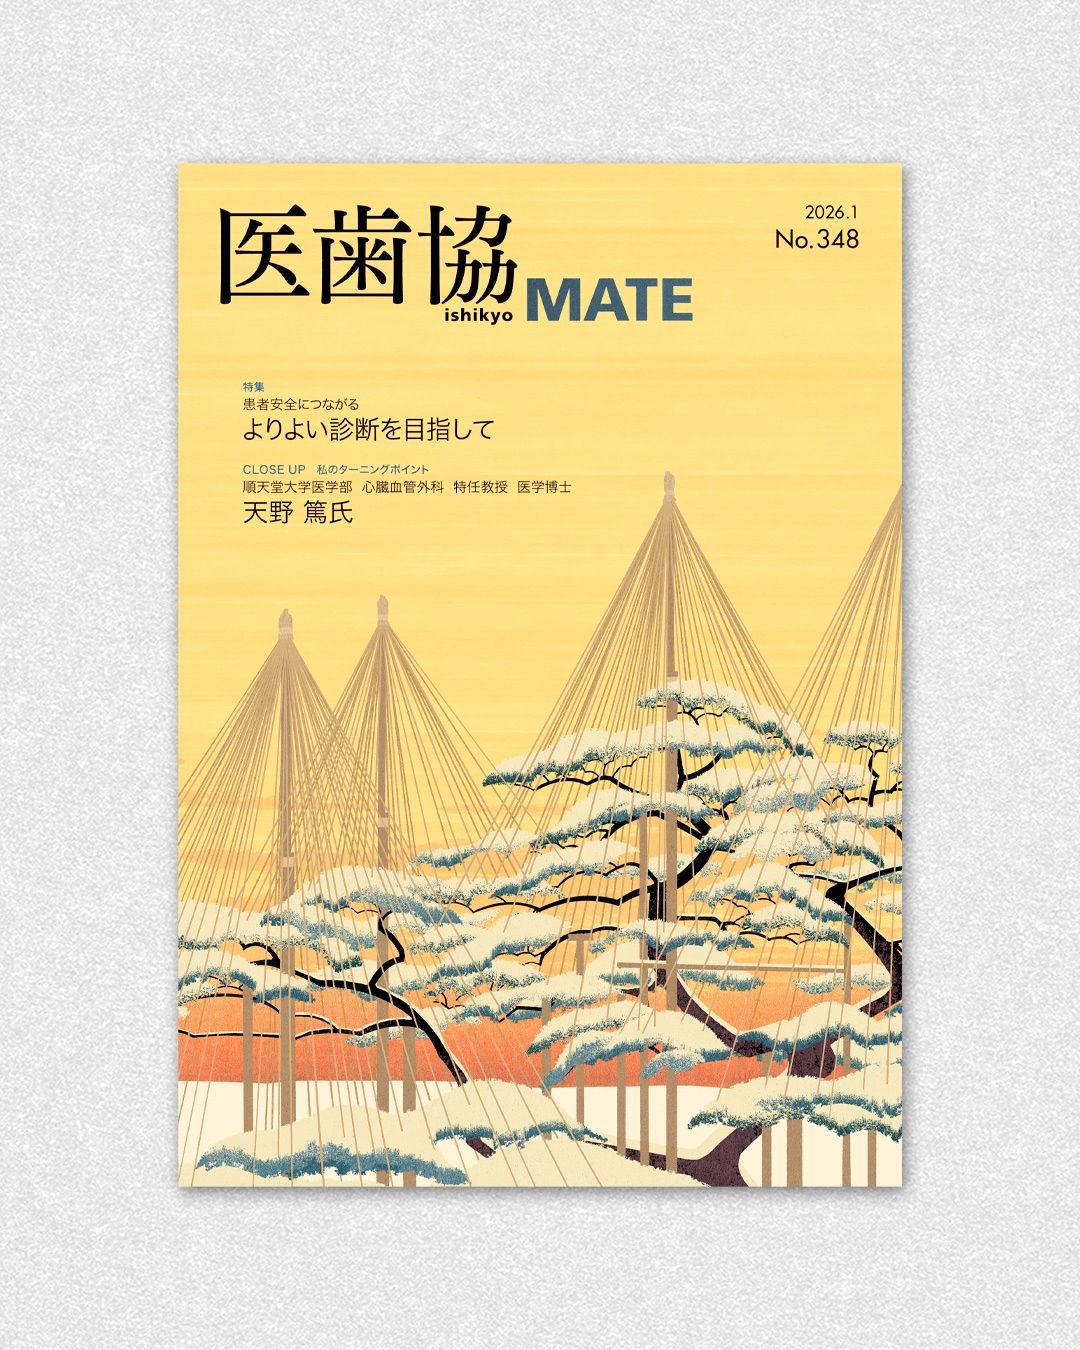 医歯協
ishikyo
MATE
2026.1
No.348
特集
患者安全につながる
よりよい診断を目指して
CLOSE UP 私のターニングポイント
順天堂大学医学部 心臓血管外科 特任教授 医学博士
天野 篤氏